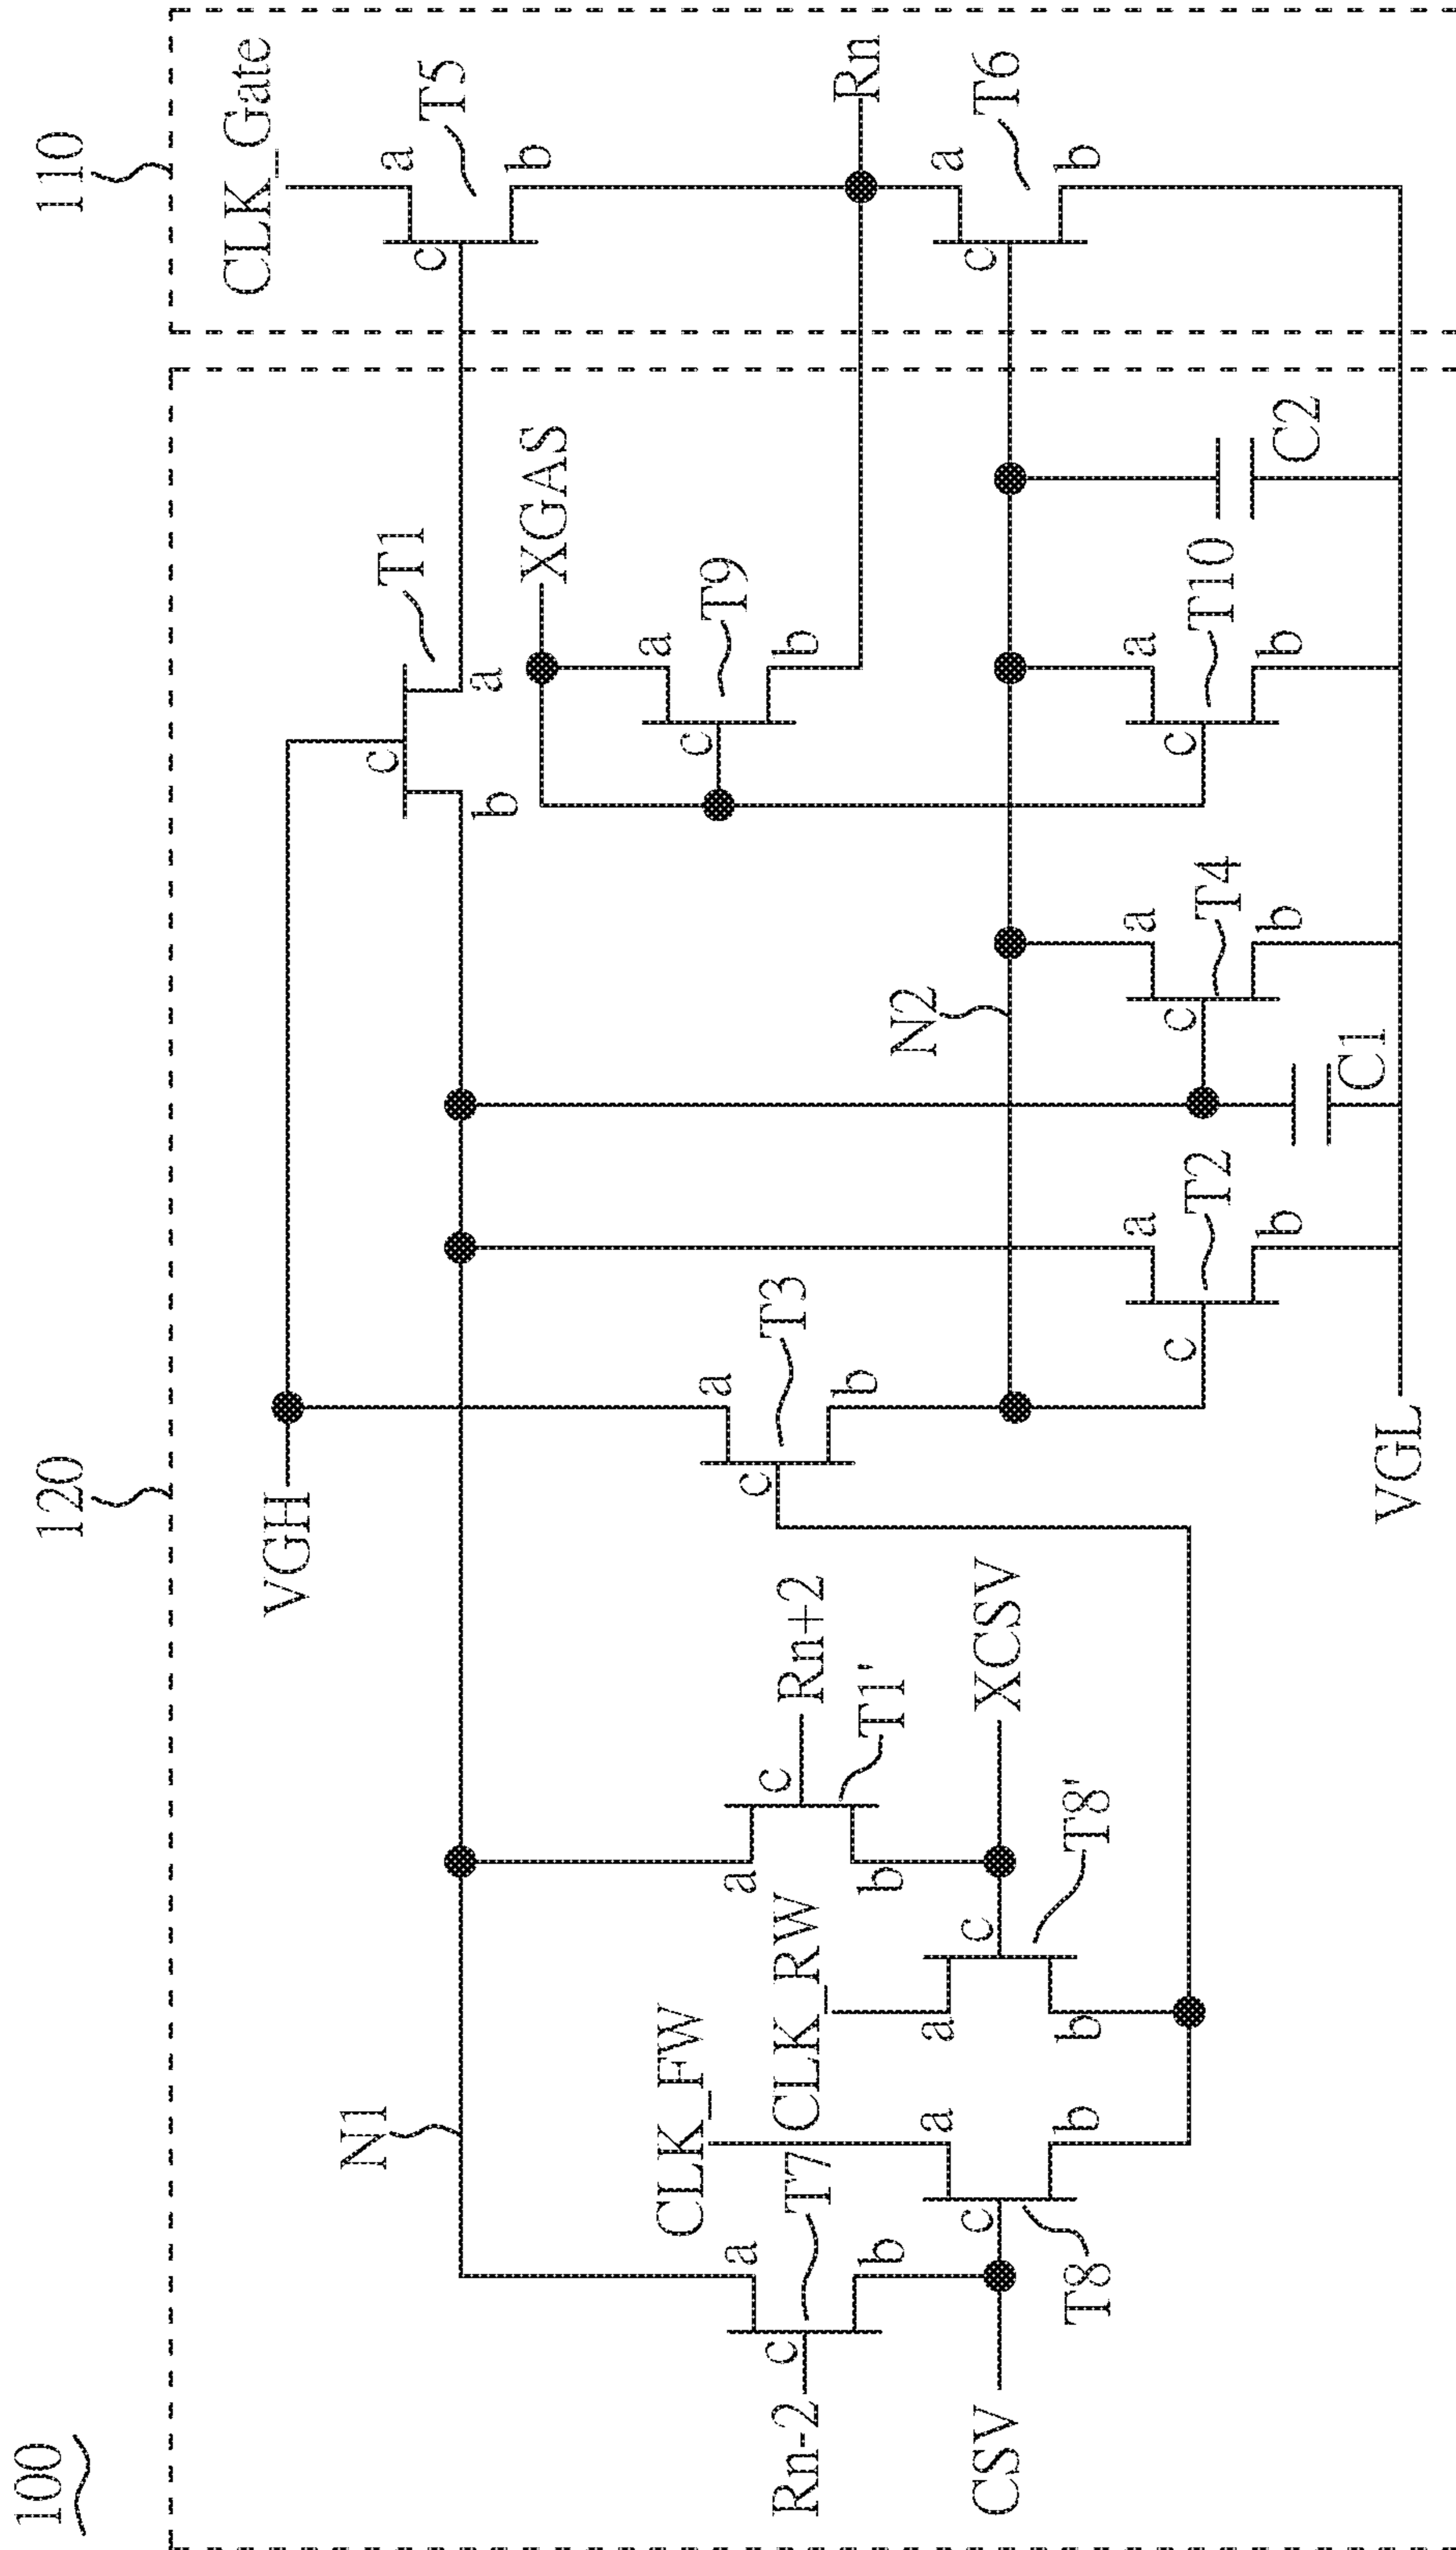 100
120
110
CLK_Gate
VGH
N1
T1
c
b
a
T5
a
b
c
XGAS
Rn
Rn-2
T7
a
b
c
CLK_FW
CLK_RW
Rn+2
T1'
c
a
b
T3
a
b
c
T9
a
b
c
N2
T6
a
b
c
CSV
T8
a
b
c
T8'
c
a
b
XCSV
T2
a
b
c
T4
a
b
c
C1
T10
a
b
c
C2
VGL